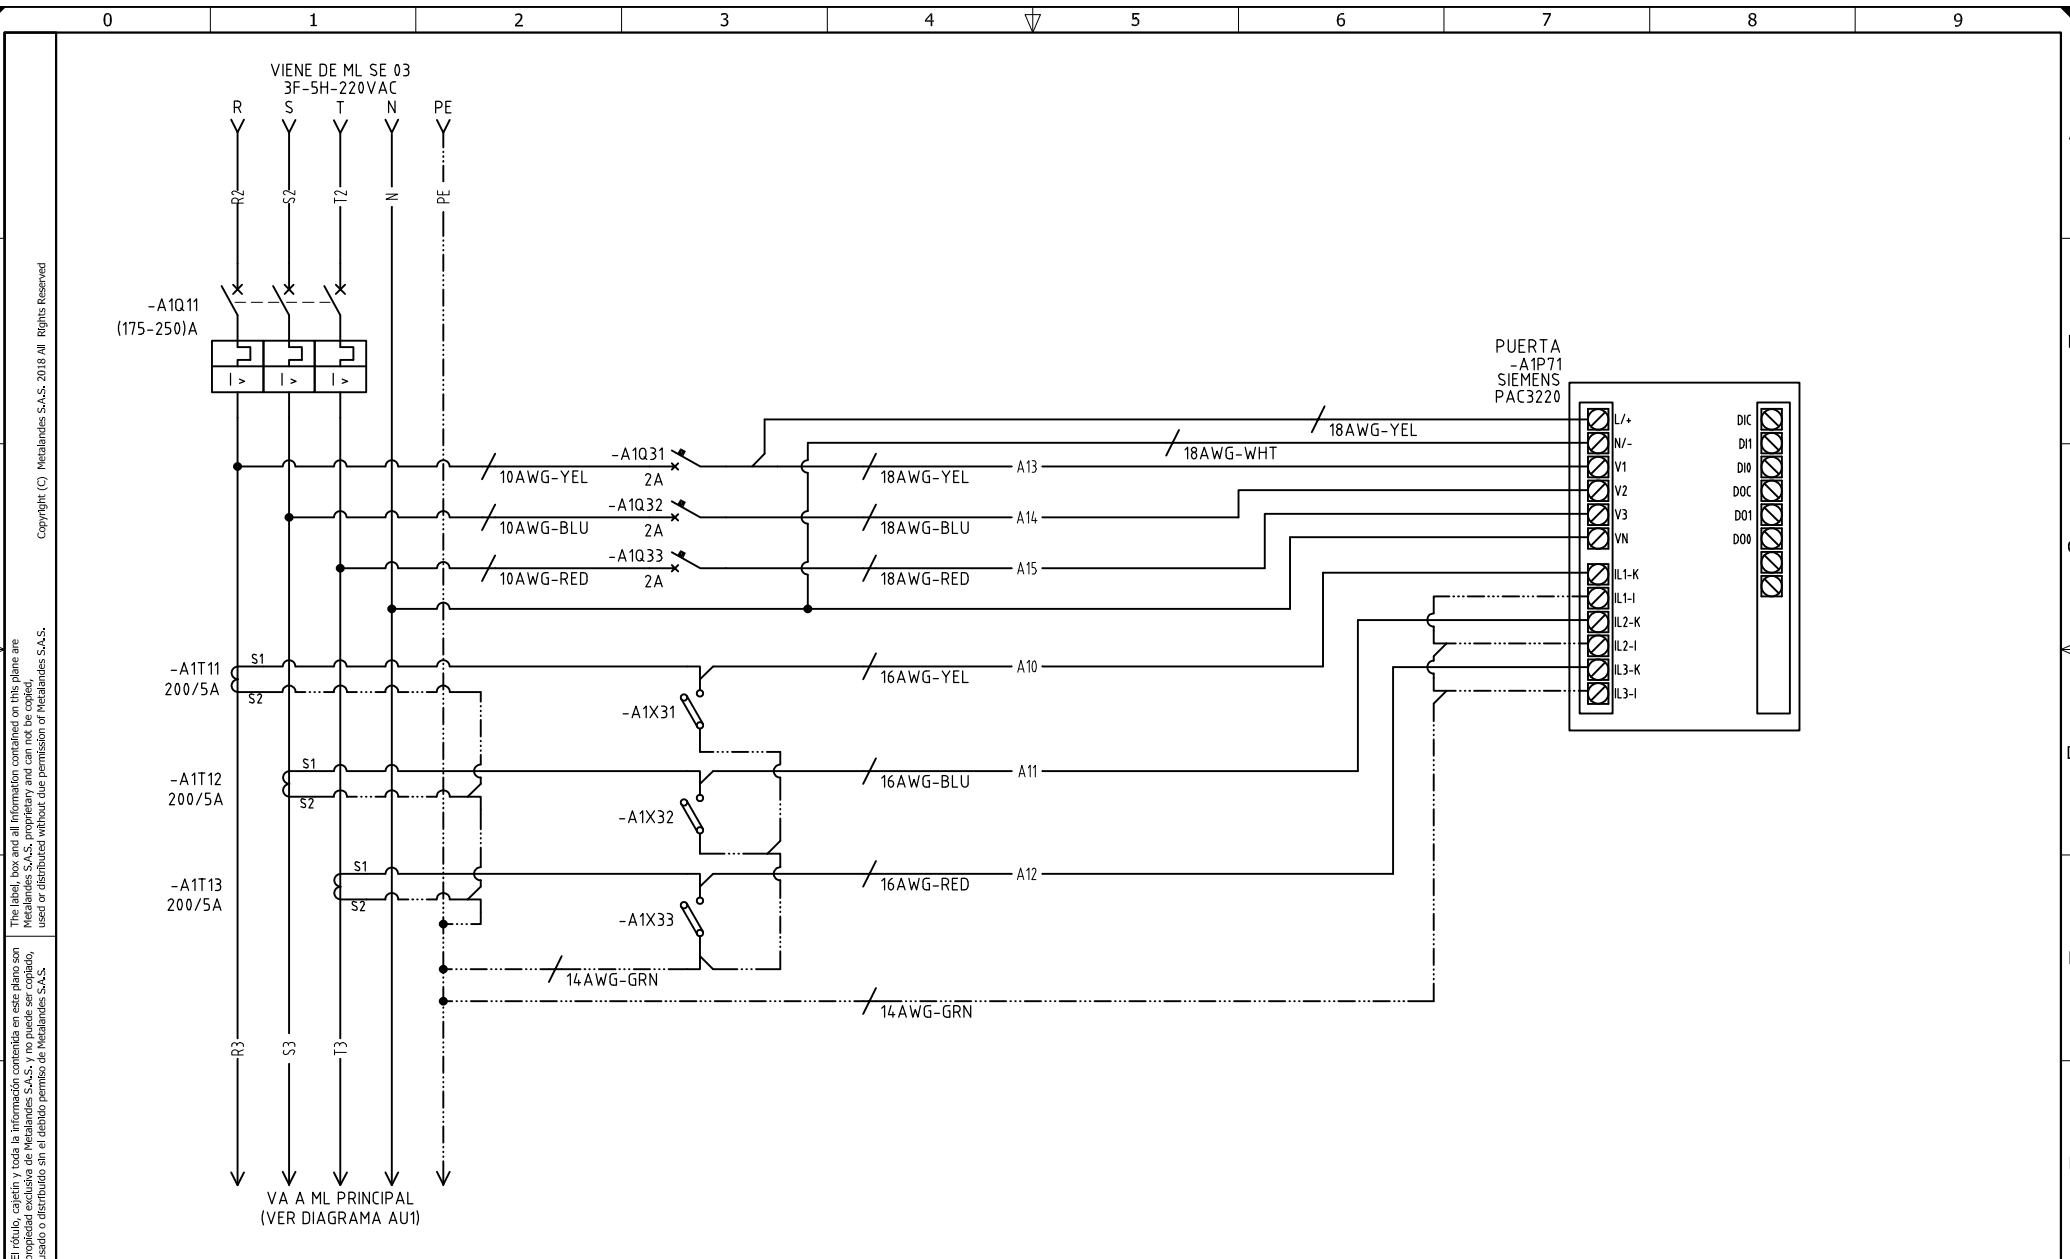 0 1 2 3 4 5 6 7 8 9
VIENE DE ML SE 03
3F-5H-220VAC
R S T N PE
R2 S2 T2 N PE
-A1Q11
(175-250)A
I > I > I >
PUERTA
-A1P71
SIEMENS
PAC3220
L/+
N/-
V1
V2
V3
VN
IL1-K
IL1-I
IL2-K
IL2-I
IL3-K
IL3-I
DIC
DI1
DI0
DOC
DO1
DO0
18AWG-YEL
18AWG-WHT
10AWG-YEL
-A1Q31
2A
18AWG-YEL
A13
10AWG-BLU
-A1Q32
2A
18AWG-BLU
A14
10AWG-RED
-A1Q33
2A
18AWG-RED
A15
-A1T11
200/5A
S1
S2
-A1X31
16AWG-YEL
A10
-A1T12
200/5A
S1
S2
-A1X32
16AWG-BLU
A11
-A1T13
200/5A
S1
S2
-A1X33
16AWG-RED
A12
14AWG-GRN
14AWG-GRN
R3 S3 T3
VA A ML PRINCIPAL
(VER DIAGRAMA AU1)
Copyright (C) Metalandes S.A.S. 2018 All Rights Reserved
The label, box and all information contained on this plane are
Metalandes S.A.S. proprietary and can not be copied,
used or distributed without due permission of Metalandes S.A.S.
El rótulo, cajetín y toda la información contenida en este plano son
propiedad exclusiva de Metalandes S.A.S. y no puede ser copiado,
usado o distribuido sin el debido permiso de Metalandes S.A.S.